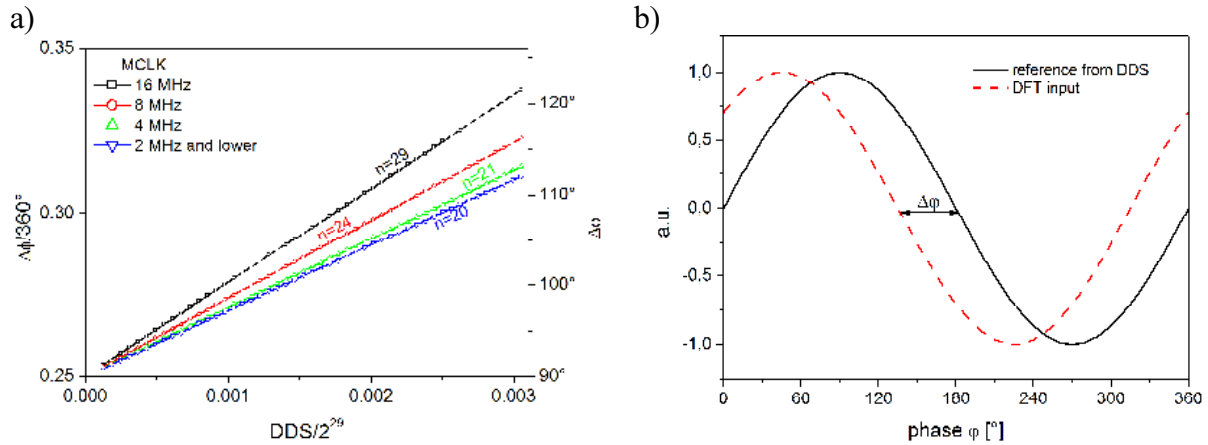 a)
0.35
0.30
0.25
Δϕ/360°
MCLK
16 MHz
8 MHz
4 MHz
2 MHz and lower
n=29
n=24
n=21
n=20
120°
110°
100°
90°
0.000
0.001
0.002
0.003
DDS/2²⁹
b)
1,0
0,5
0,0
-0,5
-1,0
a.u.
reference from DDS
DFT input
Δφ
0
60
120
180
240
300
360
phase φ [°]